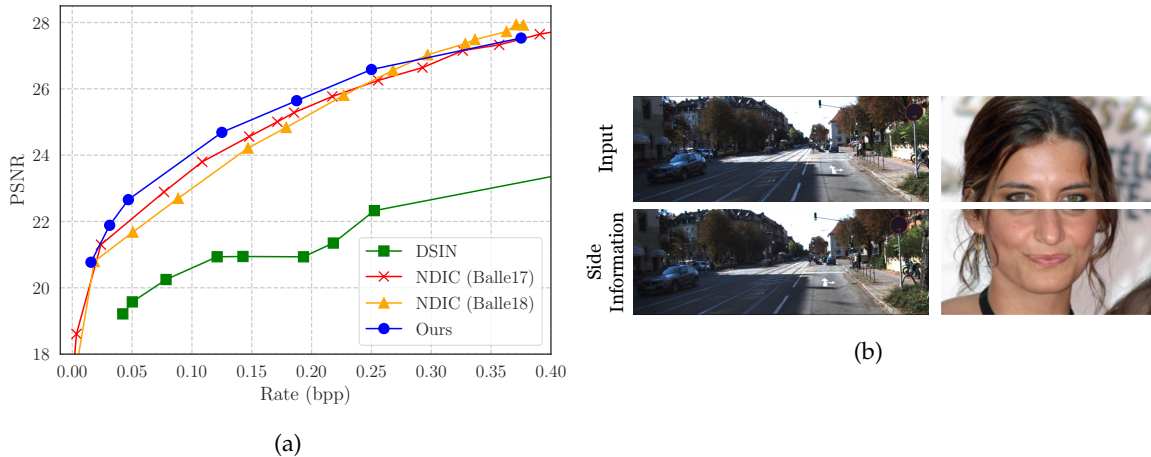 28
26
24
22
20
18
PSNR
0.00 0.05 0.10 0.15 0.20 0.25 0.30 0.35 0.40
Rate (bpp)
DSIN
NDIC (Balle17)
NDIC (Balle18)
Ours
(a)
Input
Side
Information
(b)